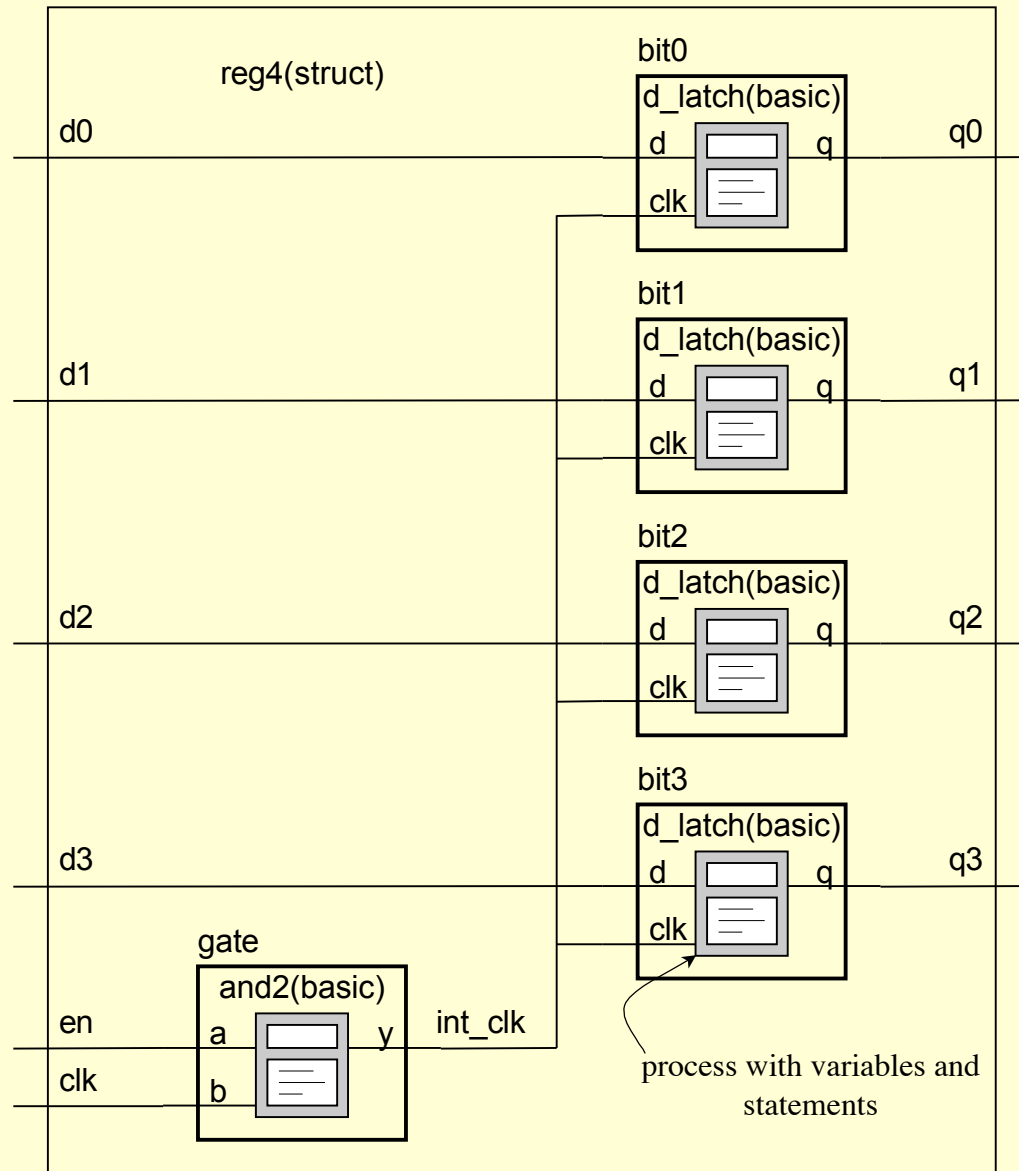 reg4(struct)
bit0
d_latch(basic)
d0
d
q
q0
clk
bit1
d_latch(basic)
d1
d
q
q1
clk
bit2
d_latch(basic)
d2
d
q
q2
clk
bit3
d_latch(basic)
d3
d
q
q3
clk
gate
and2(basic)
en
a
y
int_clk
clk
b
process with variables and
statements